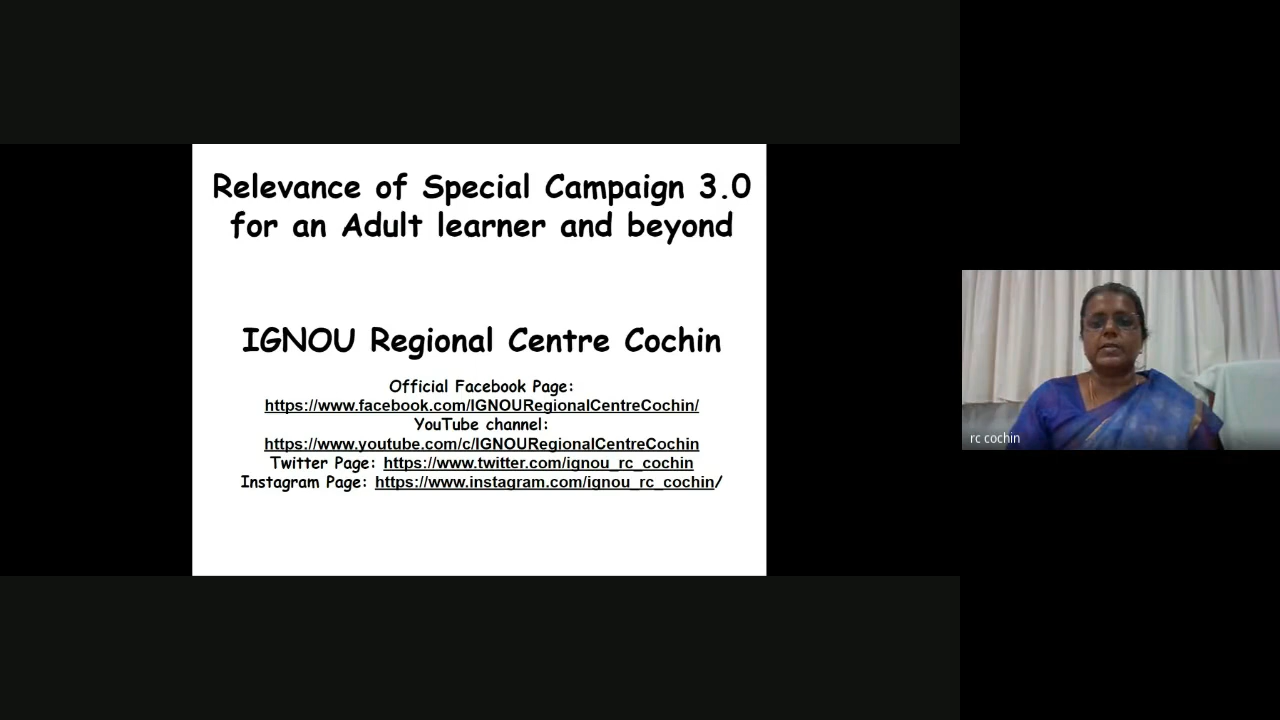 Relevance of Special Campaign 3.0
for an Adult learner and beyond
IGNOU Regional Centre Cochin
Official Facebook Page:
https://www.facebook.com/IGNOURegionalCentreCochin/
YouTube channel:
https://www.youtube.com/c/IGNOURegionalCentreCochin
Twitter Page: https://www.twitter.com/ignou_rc_cochin
Instagram Page: https://www.instagram.com/ignou_rc_cochin/
rc cochin